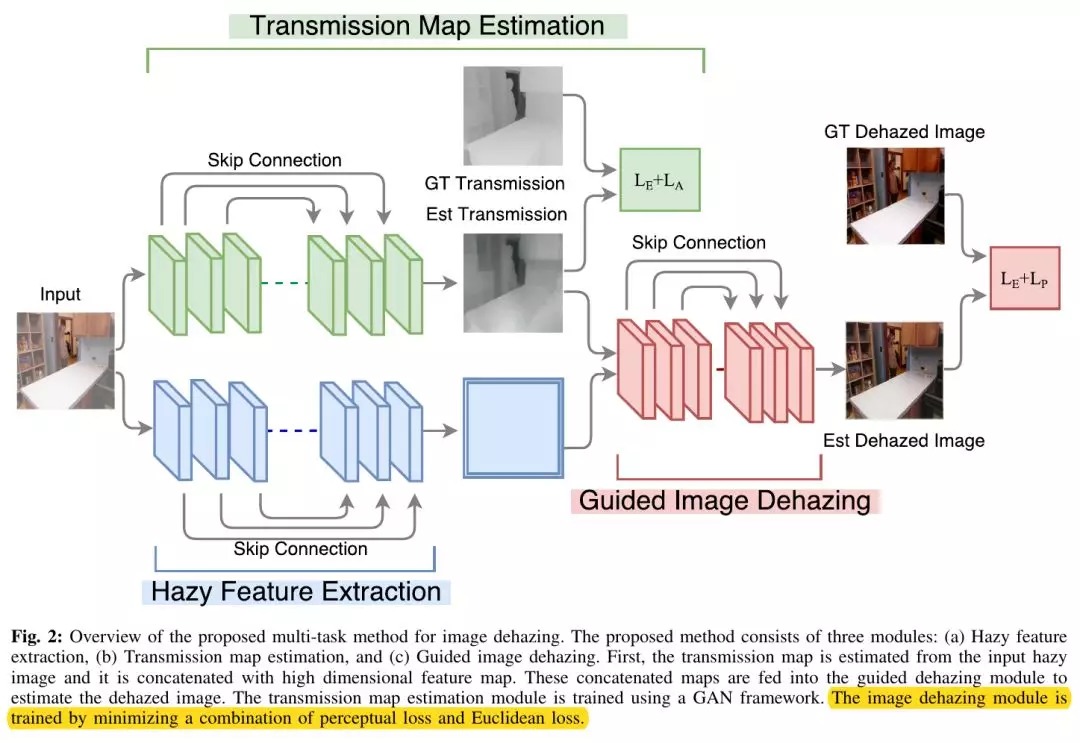 Transmission Map Estimation
Skip Connection
GT Transmission
Est Transmission
L_E+L_A
GT Dehazed Image
Skip Connection
L_E+L_P
Input
Est Dehazed Image
Guided Image Dehazing
Skip Connection
Hazy Feature Extraction
Fig. 2: Overview of the proposed multi-task method for image dehazing. The proposed method consists of three modules: (a) Hazy feature
extraction, (b) Transmission map estimation, and (c) Guided image dehazing. First, the transmission map is estimated from the input hazy
image and it is concatenated with high dimensional feature map. These concatenated maps are fed into the guided dehazing module to
estimate the dehazed image. The transmission map estimation module is trained using a GAN framework. The image dehazing module is
trained by minimizing a combination of perceptual loss and Euclidean loss.